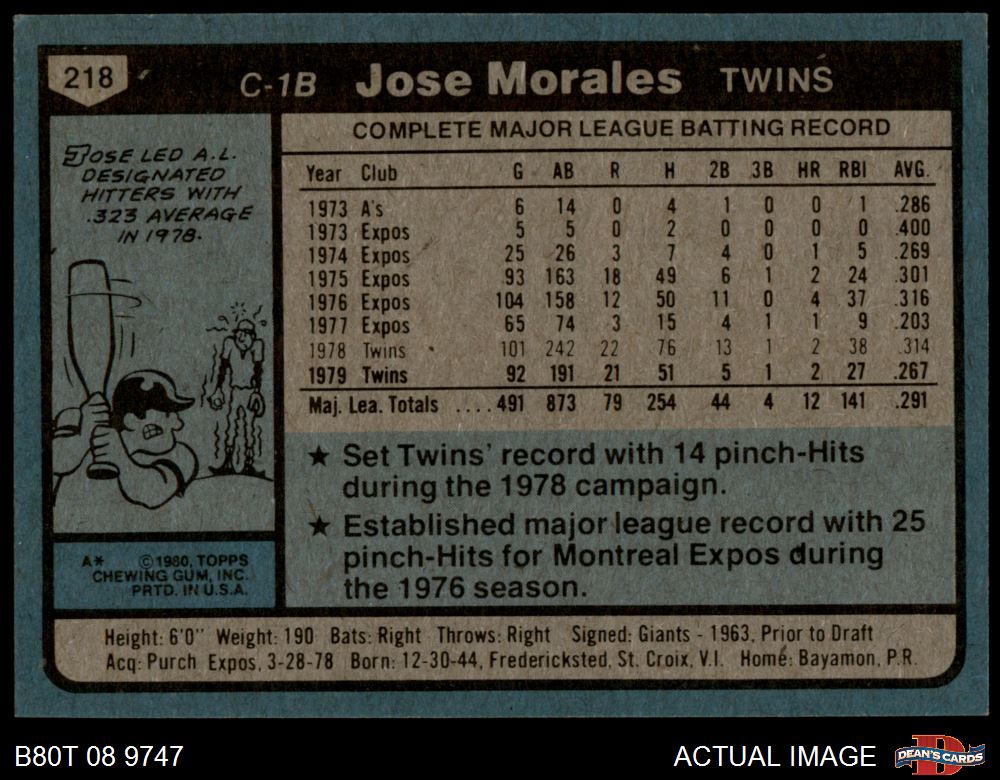 218 C-1B Jose Morales TWINS
JOSE LED A.L.
DESIGNATED
HITTERS WITH
.323 AVERAGE
IN 1978.
COMPLETE MAJOR LEAGUE BATTING RECORD
Year Club G AB R H 2B 3B HR RBI AVG.
1973 A's 6 14 0 4 1 0 0 1 .286
1973 Expos 5 5 0 2 0 0 0 0 .400
1974 Expos 25 26 3 7 4 0 1 5 .269
1975 Expos 93 163 18 49 6 1 2 24 .301
1976 Expos 104 158 12 50 11 0 4 37 .316
1977 Expos 65 74 3 15 4 1 1 9 .203
1978 Twins 101 242 22 76 13 1 2 38 .314
1979 Twins 92 191 21 51 5 1 2 27 .267
Maj. Lea. Totals ....491 873 79 254 44 4 12 141 .291
★ Set Twins' record with 14 pinch-Hits
during the 1978 campaign.
★ Established major league record with 25
pinch-Hits for Montreal Expos during
the 1976 season.
A* ©1980, TOPPS
CHEWING GUM, INC.
PRTD. IN U.S.A.
Height: 6'0" Weight: 190 Bats: Right Throws: Right Signed: Giants - 1963, Prior to Draft
Acq: Purch Expos, 3-28-78 Born: 12-30-44, Fredericksted, St. Croix, V.I. Home: Bayamon, P.R.
B80T 08 9747 ACTUAL IMAGE D DEAN'S CARDS